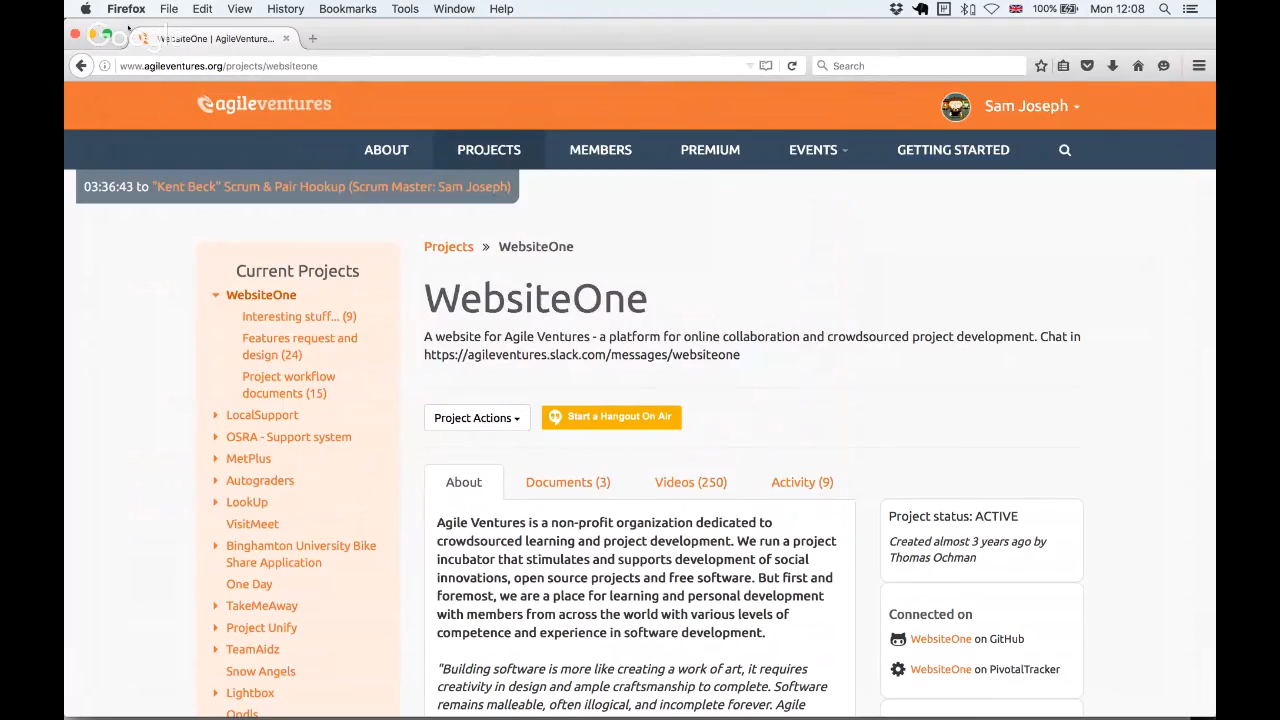 Firefox File Edit View History Bookmarks Tools Window Help 100% Mon 12:08
Google
WebsiteOne | AgileVenture...
www.agileventures.org/projects/websiteone
Search
agileventures
Sam Joseph
ABOUT PROJECTS MEMBERS PREMIUM EVENTS GETTING STARTED
03:36:43 to "Kent Beck" Scrum & Pair Hookup (Scrum Master: Sam Joseph)
Current Projects
WebsiteOne
Interesting stuff... (9)
Features request and
design (24)
Project workflow
documents (15)
LocalSupport
OSRA - Support system
MetPlus
Autograders
LookUp
VisitMeet
Binghamton University Bike
Share Application
One Day
TakeMeAway
Project Unify
TeamAidz
Snow Angels
Lightbox
Projects » WebsiteOne
WebsiteOne
A website for Agile Ventures - a platform for online collaboration and crowdsourced project development. Chat in
https://agileventures.slack.com/messages/websiteone
Project Actions
Start a Hangout On Air
About Documents (3) Videos (250) Activity (9)
Agile Ventures is a non-profit organization dedicated to
crowdsourced learning and project development. We run a project
incubator that stimulates and supports development of social
innovations, open source projects and free software. But first and
foremost, we are a place for learning and personal development
with members from across the world with various levels of
competence and experience in software development.
"Building software is more like creating a work of art, it requires
creativity in design and ample craftsmanship to complete. Software
remains malleable, often illogical, and incomplete forever. Agile
Project status: ACTIVE
Created almost 3 years ago by
Thomas Ochman
Connected on
WebsiteOne on GitHub
WebsiteOne on PivotalTracker